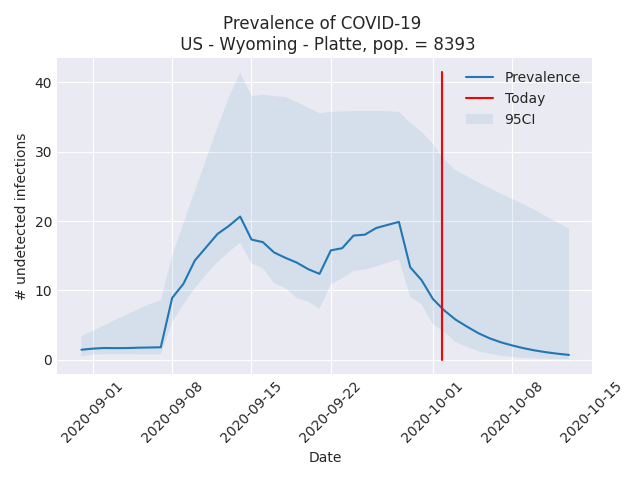 Prevalence of COVID-19
US - Wyoming - Platte, pop. = 8393
# undetected infections
40
30
20
10
0
Prevalence
Today
95CI
2020-09-01
2020-09-08
2020-09-15
2020-09-22
2020-10-01
2020-10-08
2020-10-15
Date